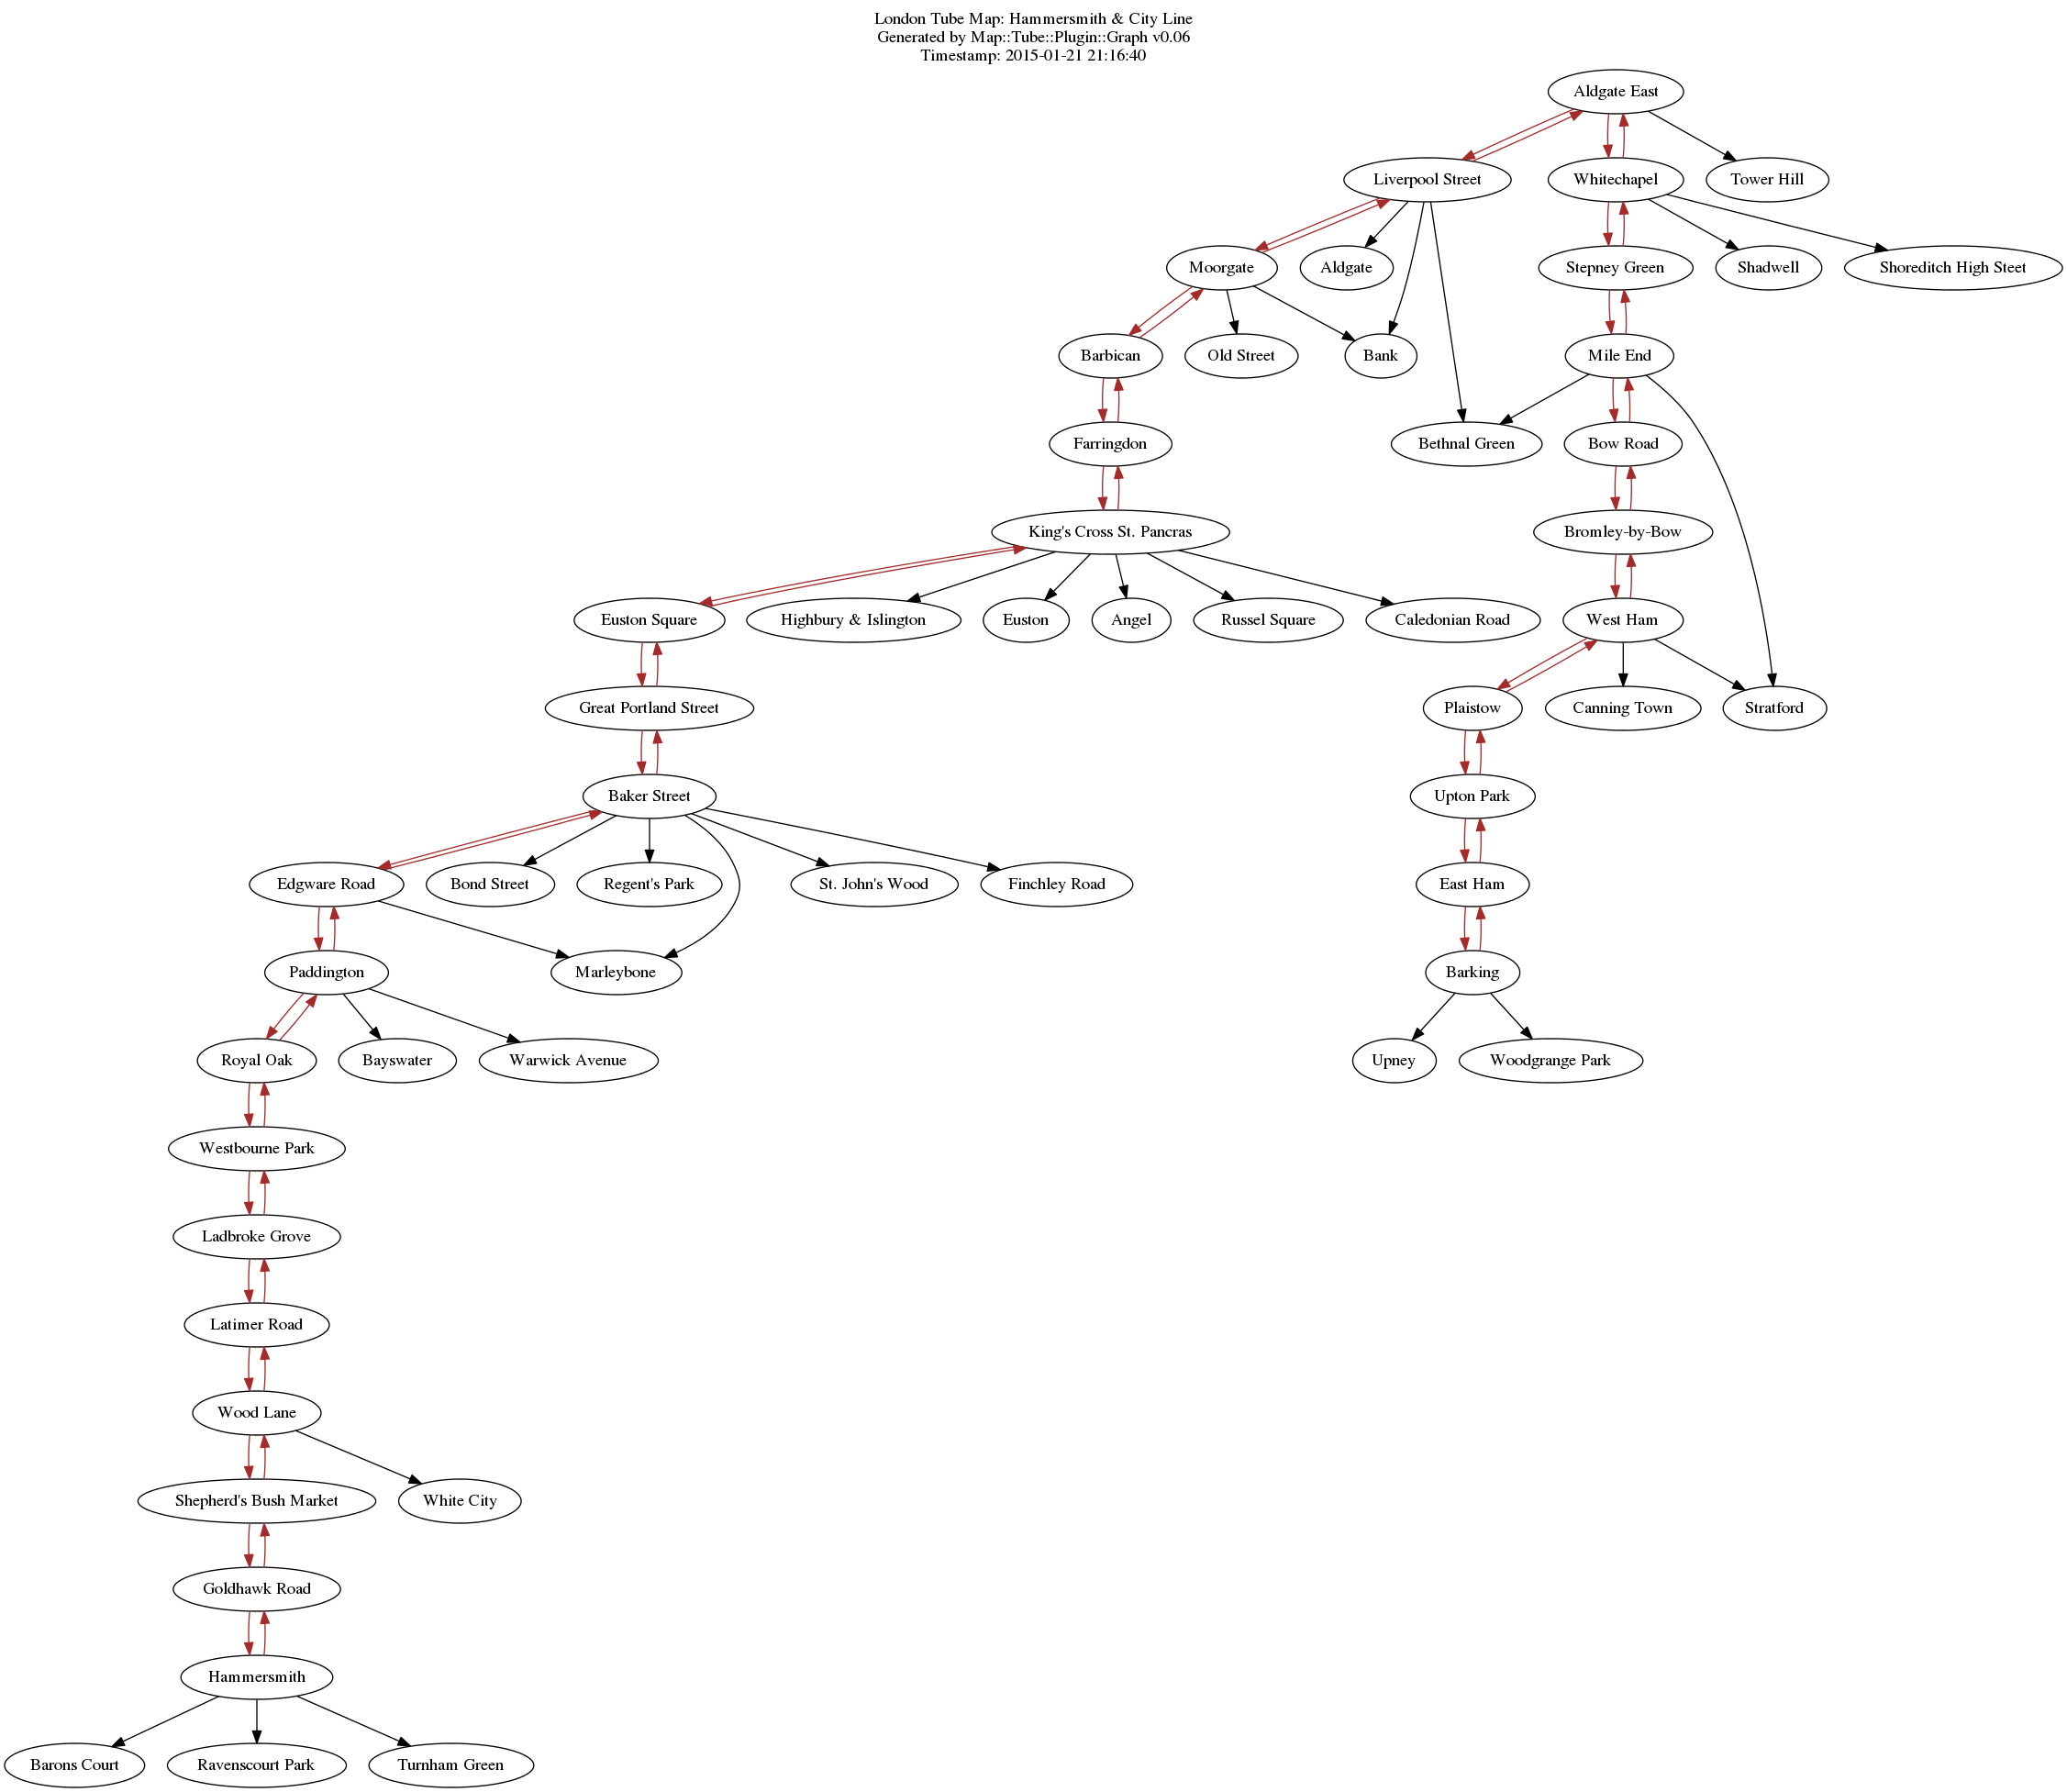 London Tube Map: Hammersmith & City Line
Generated by Map::Tube::Plugin::Graph v0.06
Timestamp: 2015-01-21 21:16:40
Aldgate East
Liverpool Street
Whitechapel
Tower Hill
Moorgate
Aldgate
Stepney Green
Shadwell
Shoreditch High Steet
Barbican
Old Street
Bank
Mile End
Farringdon
Bethnal Green
Bow Road
King's Cross St. Pancras
Bromley-by-Bow
Euston Square
Highbury & Islington
Euston
Angel
Russel Square
Caledonian Road
West Ham
Great Portland Street
Plaistow
Canning Town
Stratford
Baker Street
Upton Park
Edgware Road
Bond Street
Regent's Park
St. John's Wood
Finchley Road
East Ham
Paddington
Marleybone
Barking
Royal Oak
Bayswater
Warwick Avenue
Upney
Woodgrange Park
Westbourne Park
Ladbroke Grove
Latimer Road
Wood Lane
Shepherd's Bush Market
White City
Goldhawk Road
Hammersmith
Barons Court
Ravenscourt Park
Turnham Green